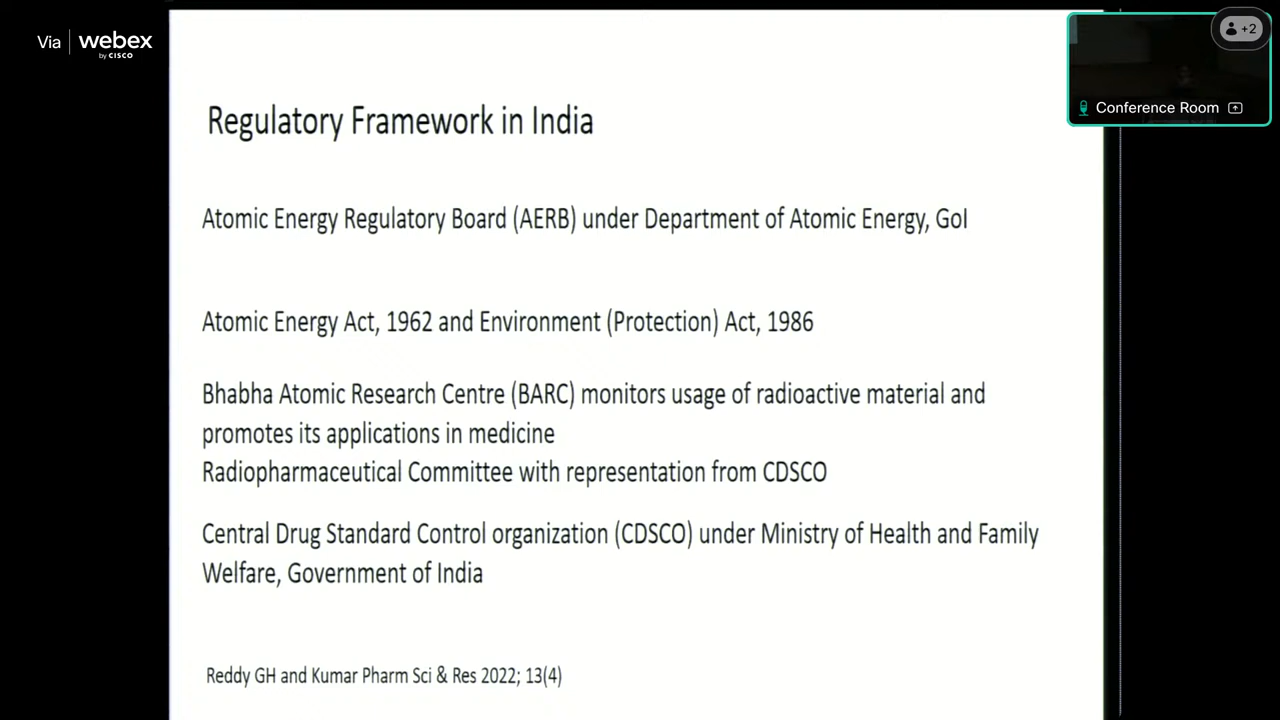 Via webex
by CISCO
+2
Conference Room
Regulatory Framework in India
Atomic Energy Regulatory Board (AERB) under Department of Atomic Energy, GoI
Atomic Energy Act, 1962 and Environment (Protection) Act, 1986
Bhabha Atomic Research Centre (BARC) monitors usage of radioactive material and
promotes its applications in medicine
Radiopharmaceutical Committee with representation from CDSCO
Central Drug Standard Control organization (CDSCO) under Ministry of Health and Family
Welfare, Government of India
Reddy GH and Kumar Pharm Sci & Res 2022; 13(4)